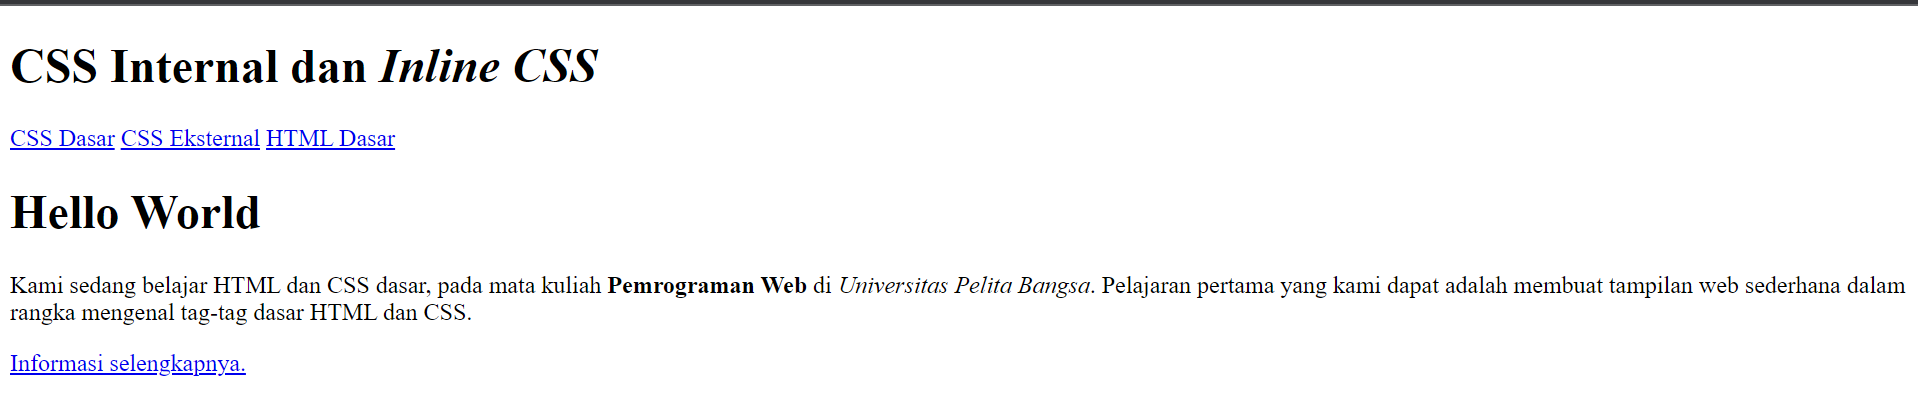 CSS Internal dan Inline CSS
CSS Dasar CSS Eksternal HTML Dasar
Hello World
Kami sedang belajar HTML dan CSS dasar, pada mata kuliah Pemrograman Web di Universitas Pelita Bangsa. Pelajaran pertama yang kami dapat adalah membuat tampilan web sederhana dalam
rangka mengenal tag-tag dasar HTML dan CSS.
Informasi selengkapnya.